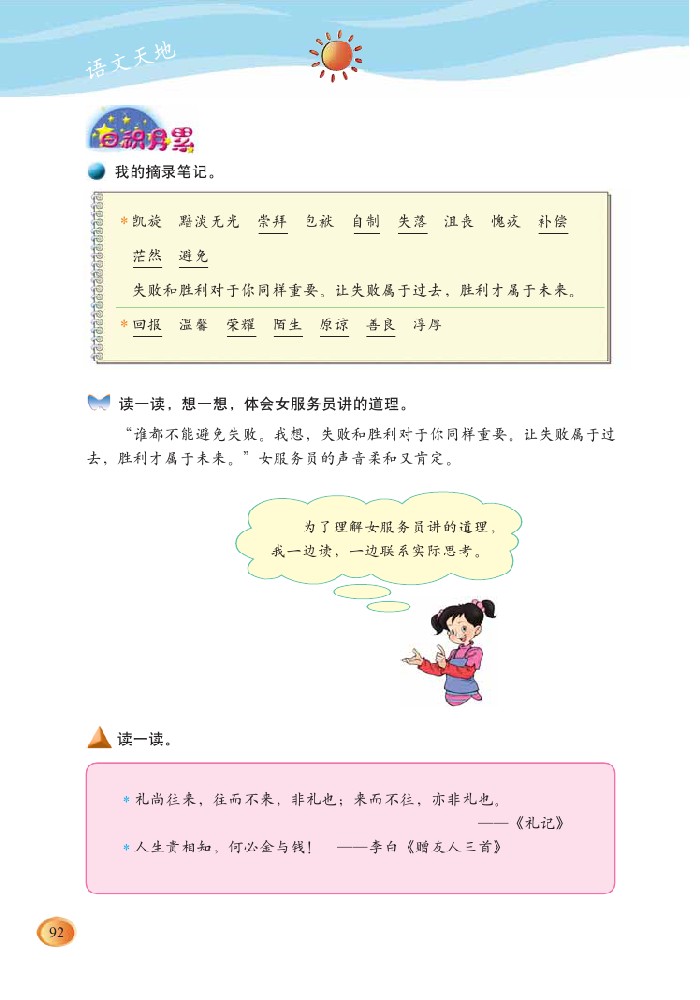 语文天地
日积月累
我的摘录笔记。
*凯旋 黯淡无光 崇拜 包袱 自制 失落 沮丧 愧疚 补偿
茫然 避免
失败和胜利对于你同样重要。让失败属于过去，胜利才属于未来。
*回报 温馨 荣耀 陌生 原谅 善良 浮厝
读一读，想一想，体会女服务员讲的道理。
“谁都不能避免失败。我想，失败和胜利对于你同样重要。让失败属于过
去，胜利才属于未来。”女服务员的声音柔和又肯定。
为了理解女服务员讲的道理，
我一边读，一边联系实际思考。
读一读。
*礼尚往来，往而不来，非礼也；来而不往，亦非礼也。
——《礼记》
*人生贵相知，何必金与钱！ ——李白《赠友人三首》
92